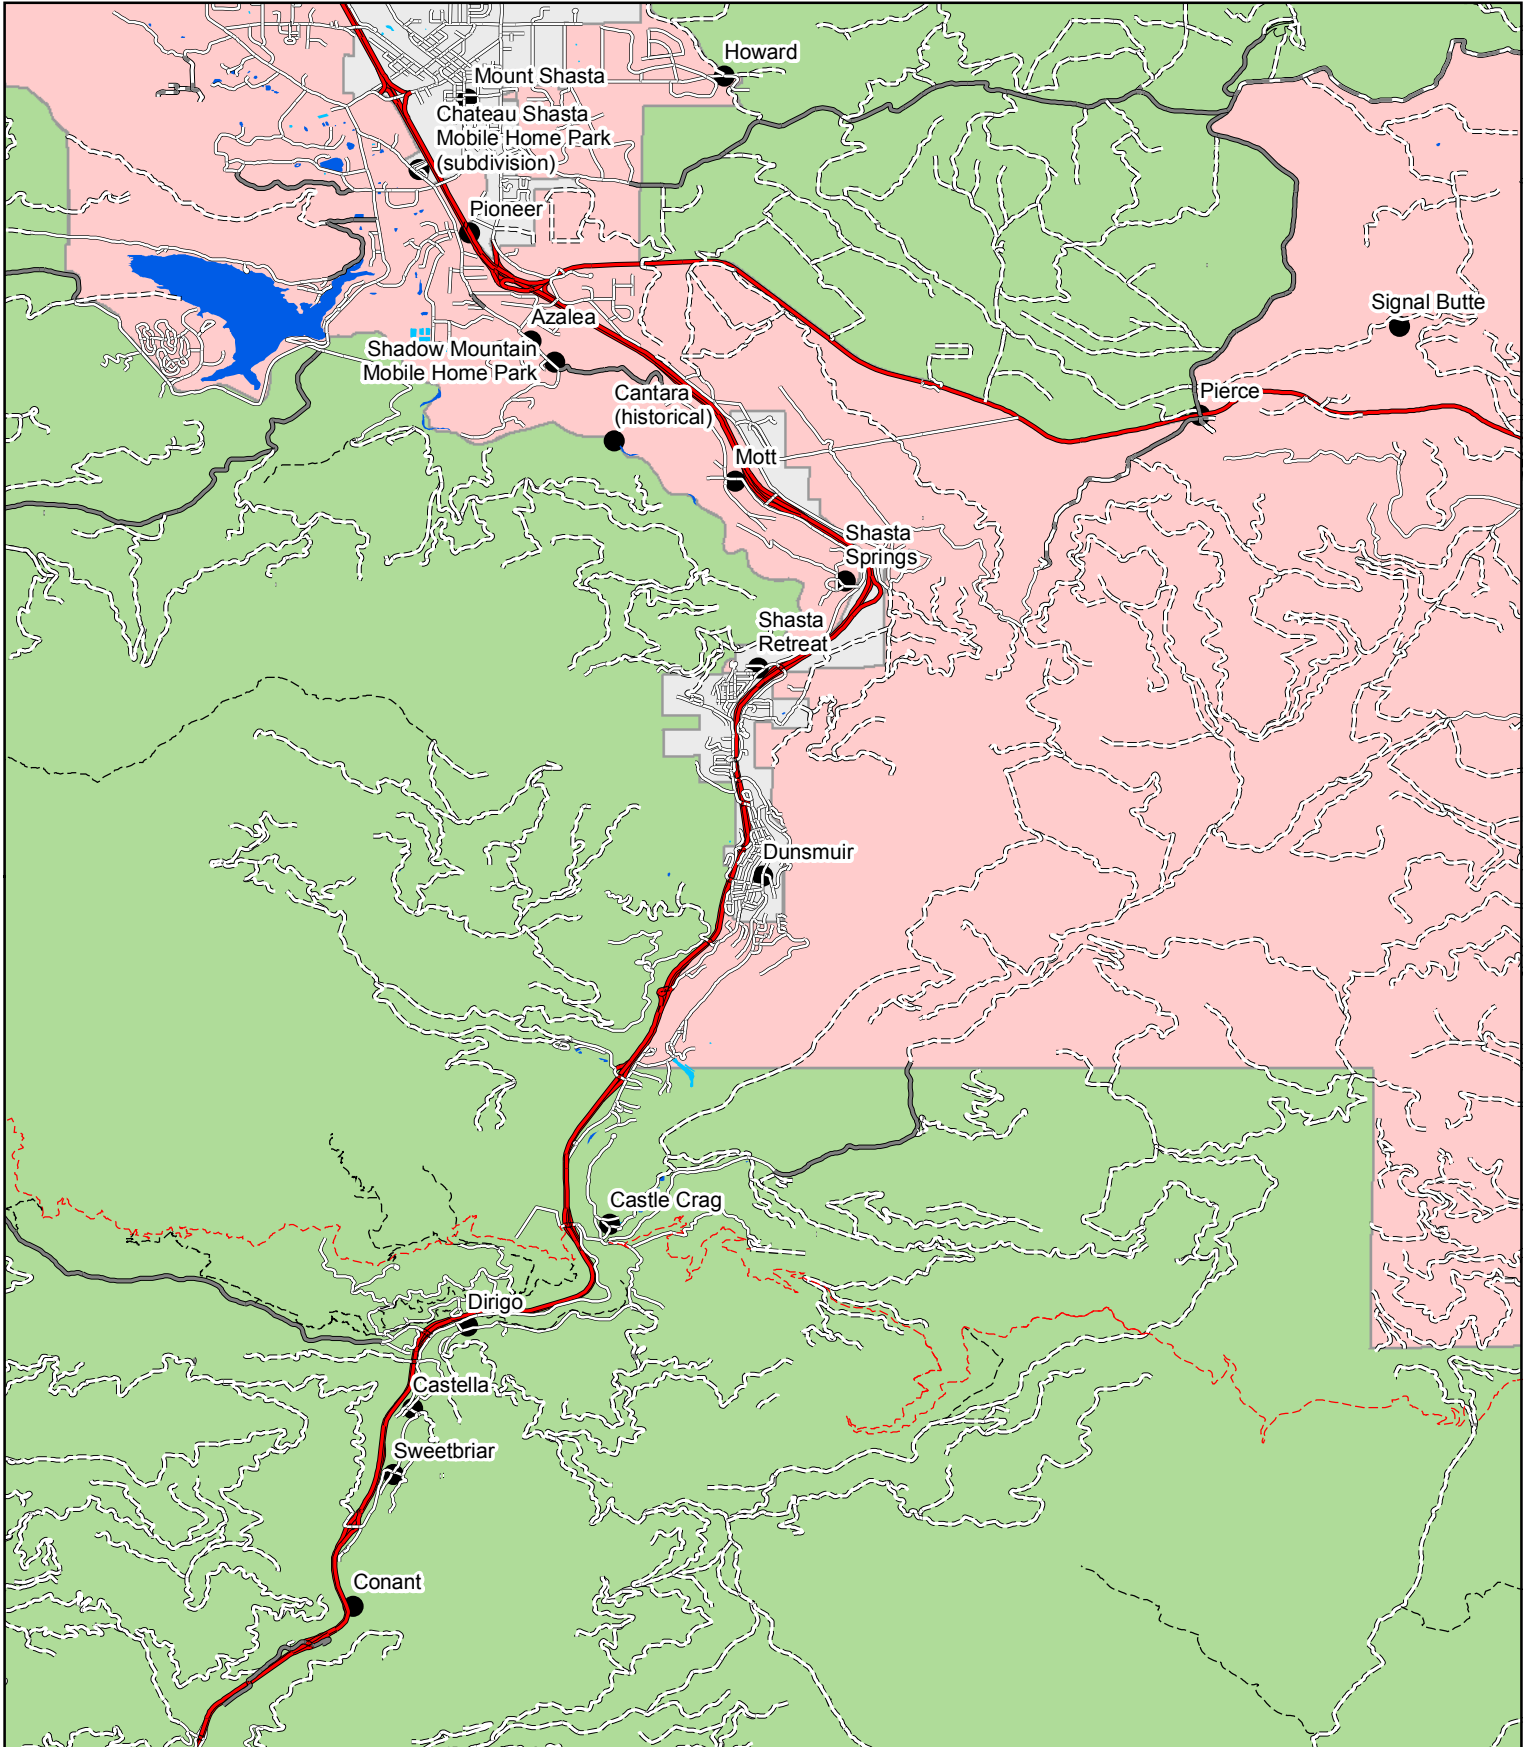 Howard
Mount Shasta
Chateau Shasta
Mobile Home Park
(subdivision)
Pioneer
Signal Butte
Azalea
Shadow Mountain
Mobile Home Park
Cantara
(historical)
Pierce
Mott
Shasta
Springs
Shasta
Retreat
Dunsmuir
Castle Crag
Dirigo
Castella
Sweetbriar
Conant